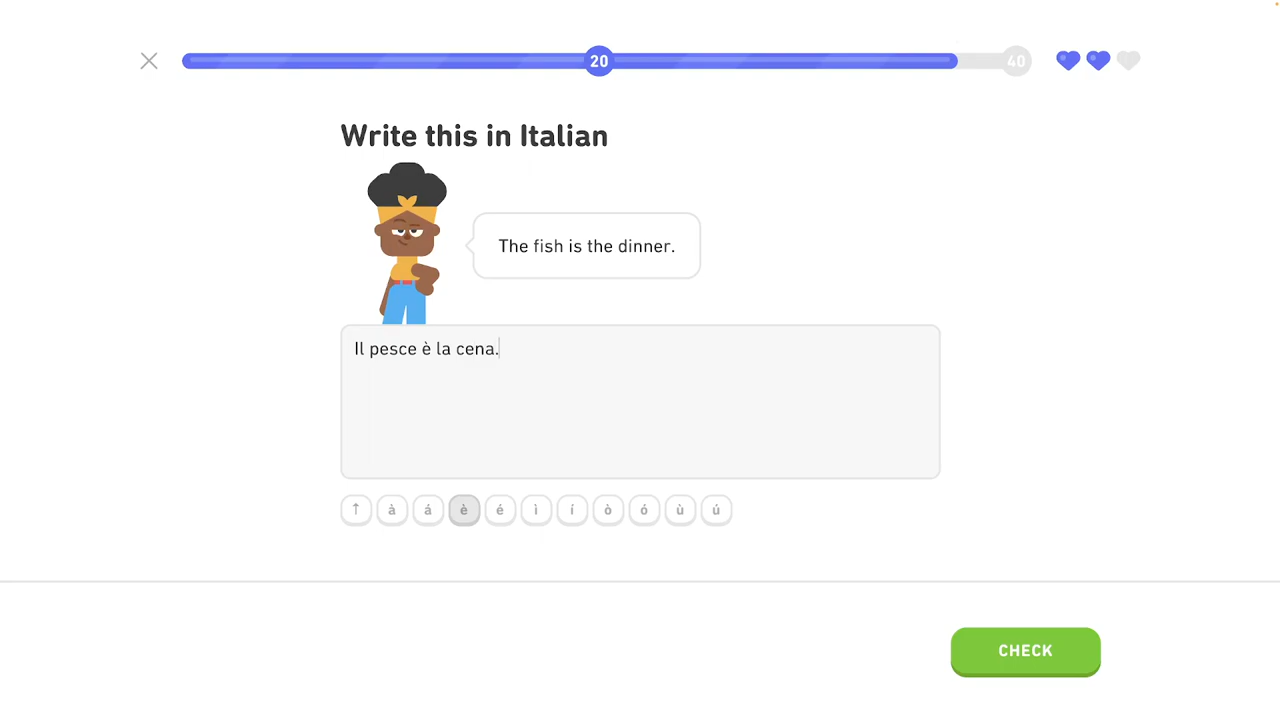 20
40
Write this in Italian
The fish is the dinner.
Il pesce è la cena.
↑ à á è é ì í ò ó ù ú
CHECK